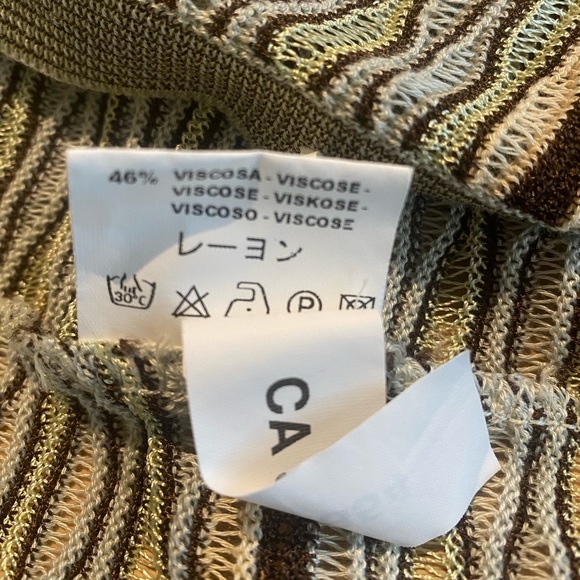 46% VISCOSA - VISCOSE -
VISCOSE - VISKOSE -
VISCOSO - VISCOSE
レーヨン
30°C P
CA